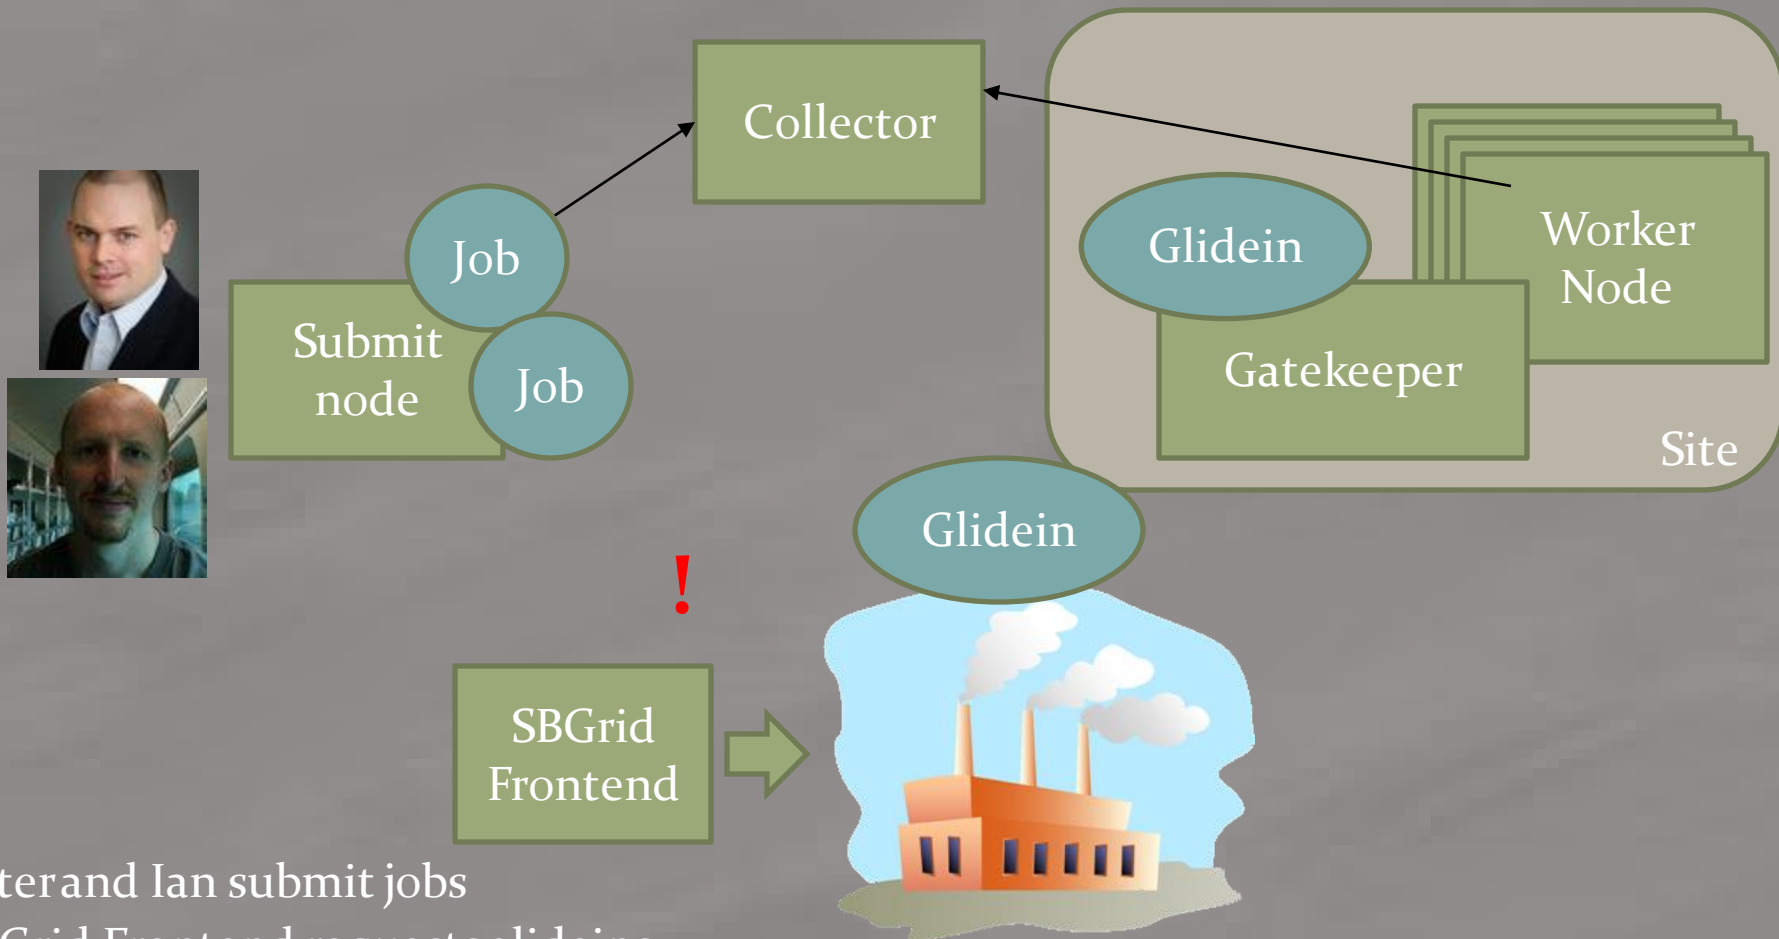 Collector
Job
Submit
node
Job
Glidein
Worker
Node
Gatekeeper
Site
Glidein
!
SBGrid
Frontend
and Ian submit jobs